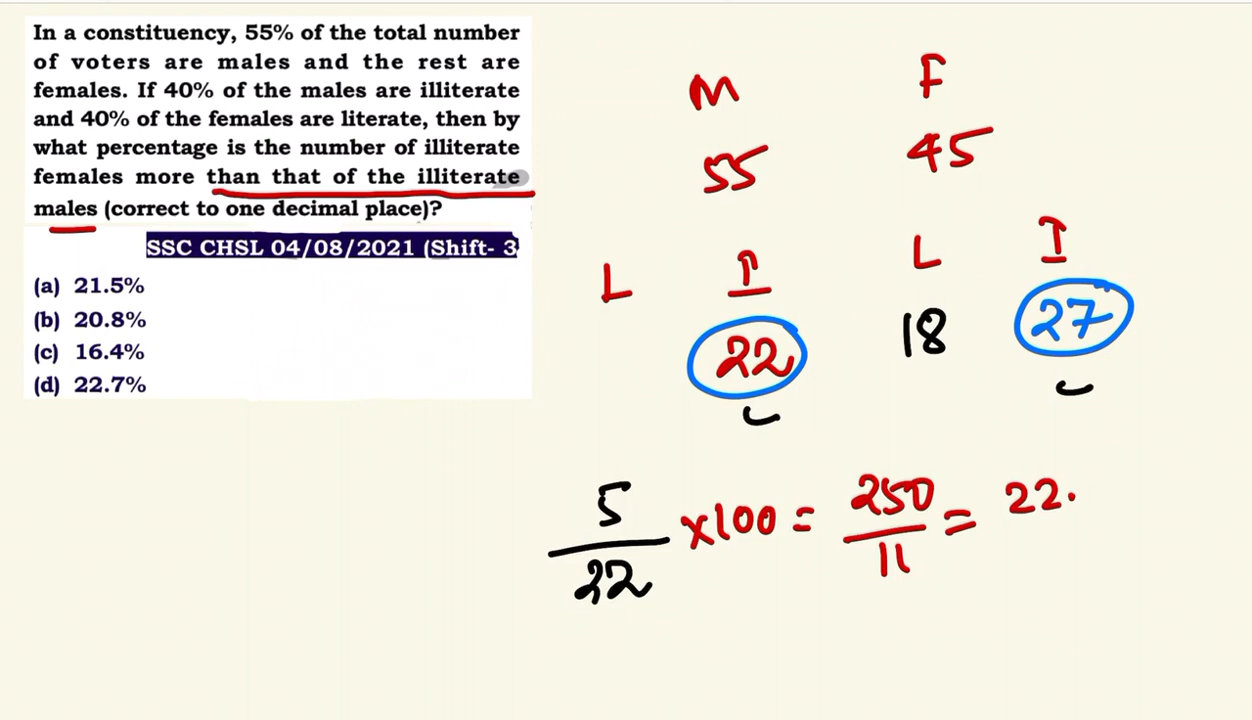 In a constituency, 55% of the total number
of voters are males and the rest are
females. If 40% of the males are illiterate
and 40% of the females are literate, then by
what percentage is the number of illiterate
females more than that of the illiterate
males (correct to one decimal place)?
SSC CHSL 04/08/2021 (Shift- 3
(a) 21.5%
(b) 20.8%
(c) 16.4%
(d) 22.7%
M F
55 45
L I L I
22 18 27
5/22 ×100 = 250/11 = 22.